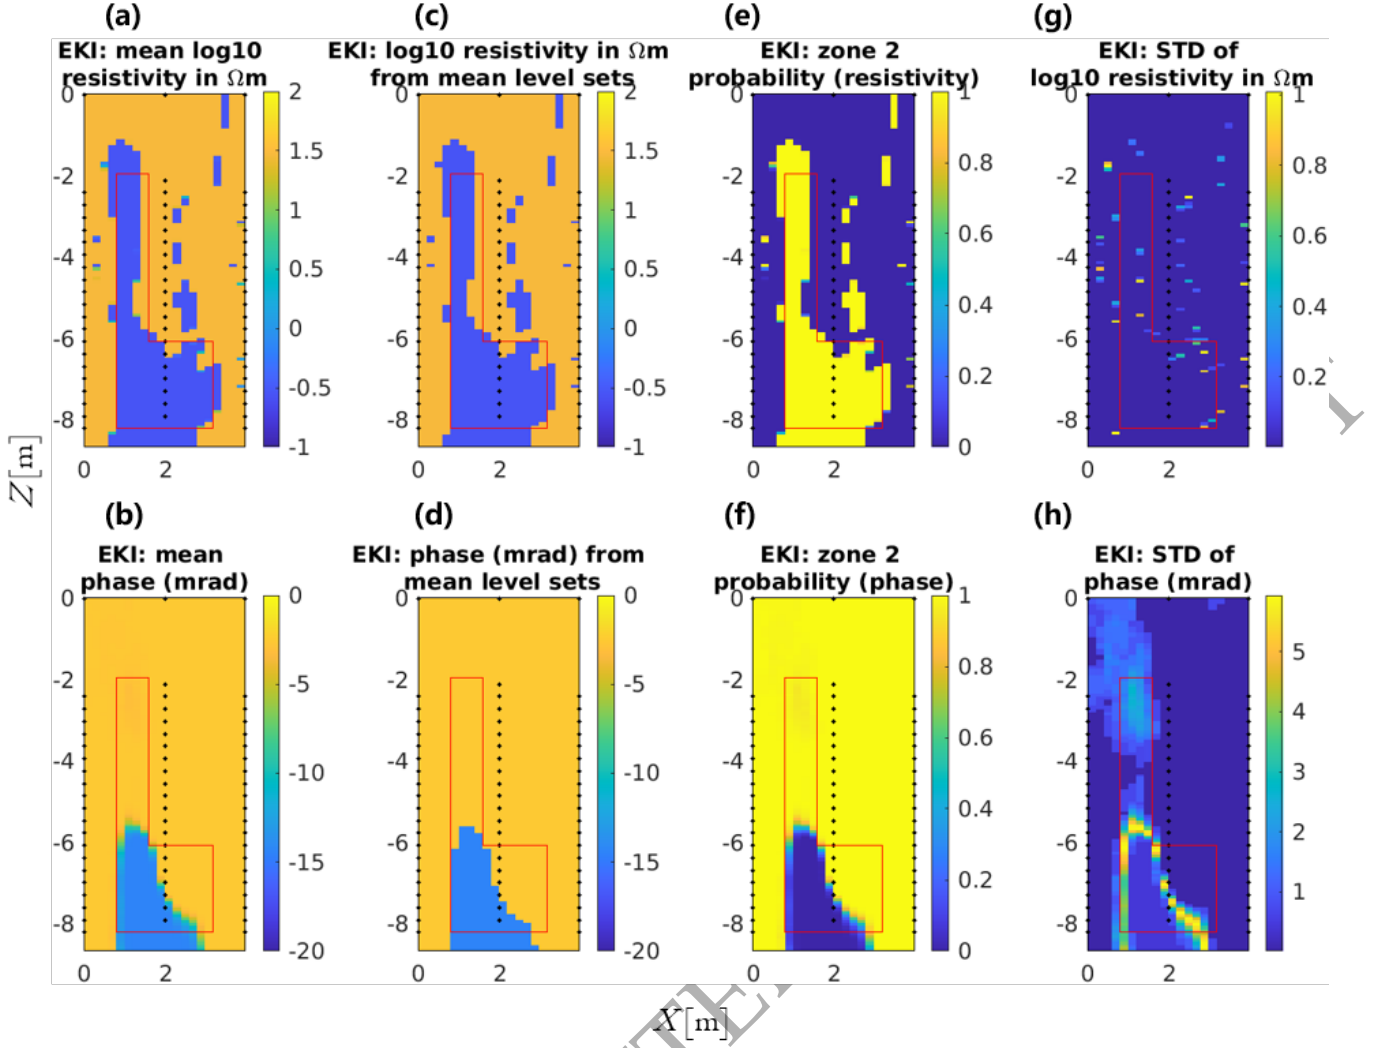 (a) (c) (e) (g)
EKI: mean log10 EKI: log10 resistivity in Ωm EKI: zone 2 EKI: STD of
resistivity in Ωm from mean level sets probability (resistivity) log10 resistivity in Ωm
0 2 0 2 0 1 0 1
1.5 1.5 0.8 0.8
-2 -2 -2 -2
1 1 0.6 0.6
-4 0.5 -4 0.5 -4 -4
0 0 0.4 0.4
-6 -6 -6 -6
-0.5 -0.5 0.2 0.2
-8 -8 -8 -8
-1 -1 0
0 2 0 2 0 2 0 2
Z[m]
(b) (d) (f) (h)
EKI: mean EKI: phase (mrad) from EKI: zone 2 EKI: STD of
phase (mrad) mean level sets probability (phase) phase (mrad)
0 0 0 0 0 1 0
-2 -5 -2 -5 -2 0.8 -2 5
0.6 4
-4 -10 -4 -10 -4 -4 3
0.4
-6 -15 -6 -15 -6 -6 2
0.2
-8 -8 -8 -8 1
-20 -20 0
0 2 0 2 0 2 0 2
X[m]